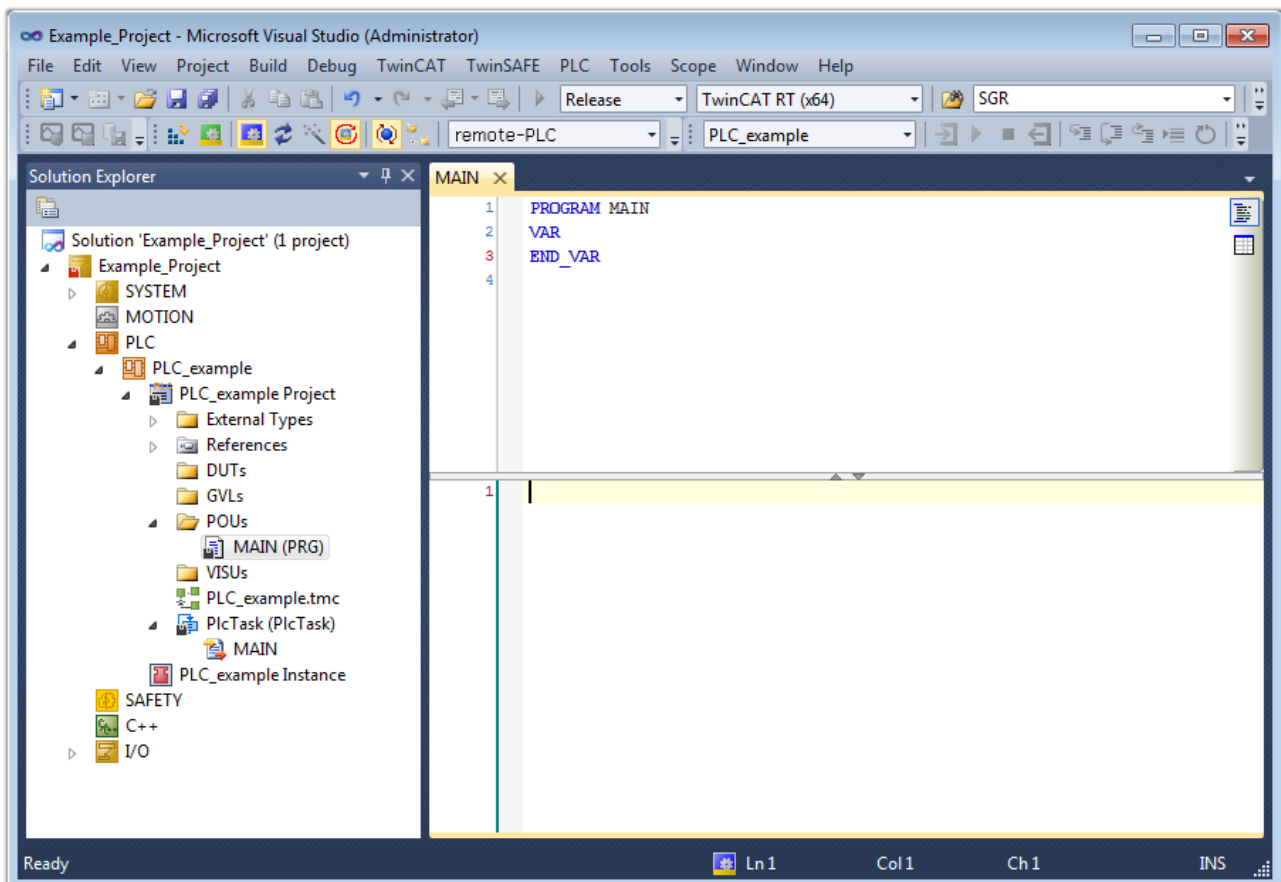 Example_Project - Microsoft Visual Studio (Administrator)
File Edit View Project Build Debug TwinCAT TwinSAFE PLC Tools Scope Window Help
Release TwinCAT RT (x64) SGR
remote-PLC PLC_example
Solution Explorer
Solution 'Example_Project' (1 project)
Example_Project
SYSTEM
MOTION
PLC
PLC_example
PLC_example Project
External Types
References
DUTs
GVLs
POUs
MAIN (PRG)
VISUs
PLC_example.tmc
PlcTask (PlcTask)
MAIN
PLC_example Instance
SAFETY
C++
I/O
MAIN
1 PROGRAM MAIN
2 VAR
3 END_VAR
4
1
Ready Ln 1 Col 1 Ch 1 INS